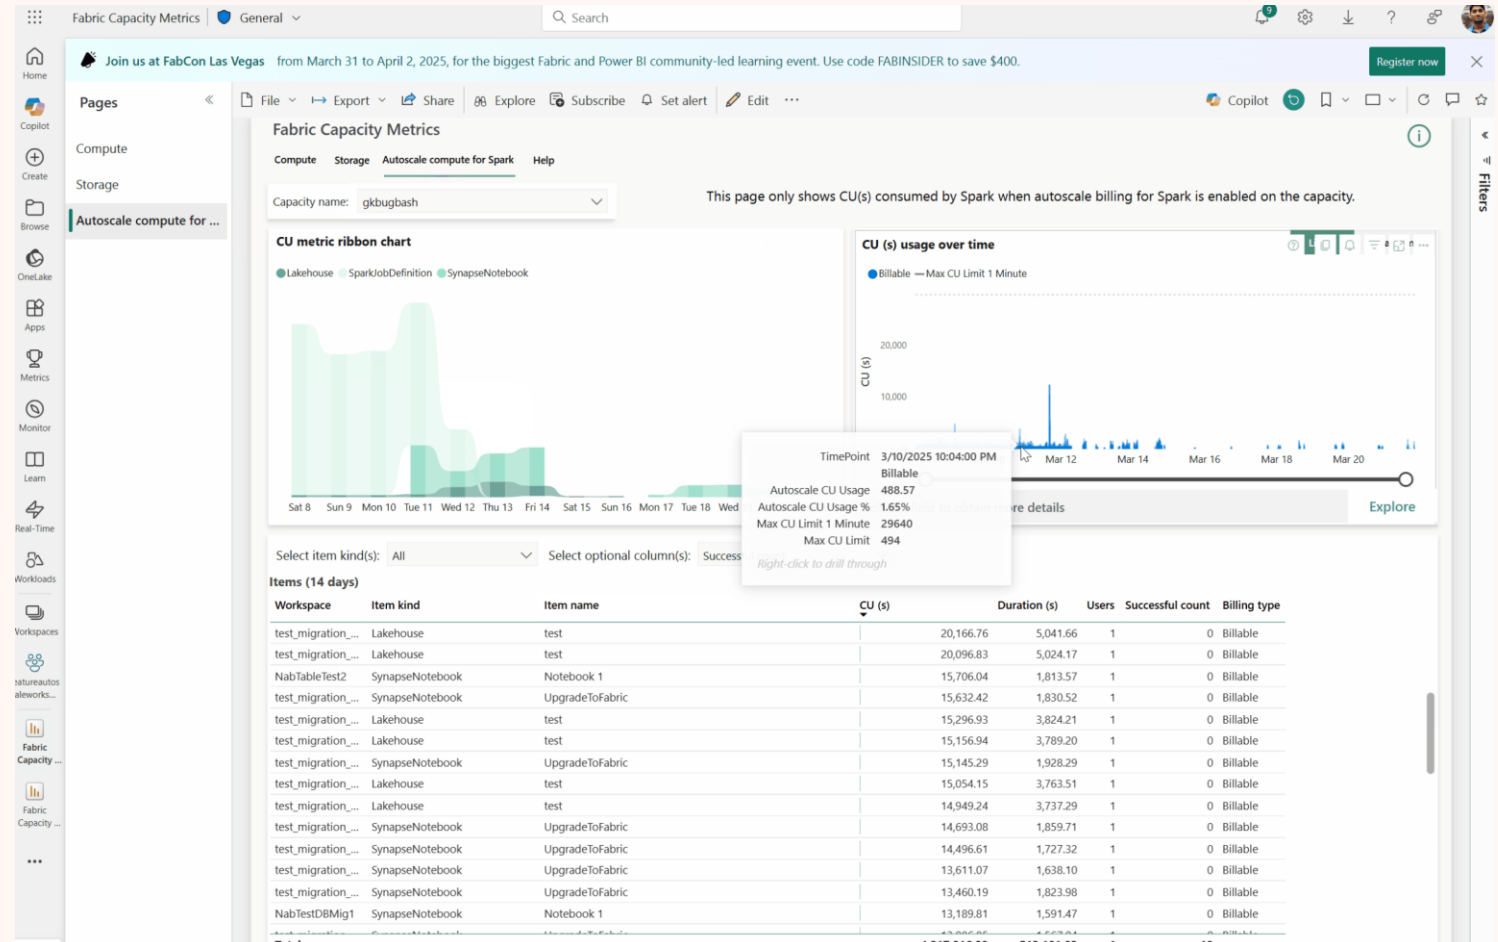 Fabric Capacity Metrics General
Search
9
Join us at FabCon Las Vegas from March 31 to April 2, 2025, for the biggest Fabric and Power BI community-led learning event. Use code FABINSIDER to save $400.
Register now
Home
Copilot
Create
Browse
OneLake
Apps
Metrics
Monitor
Learn
Real-Time
Workloads
Workspaces
eatureautos
aleworks...
Fabric
Capacity ...
Fabric
Capacity ...
Pages
Compute
Storage
Autoscale compute for ...
File Export Share Explore Subscribe Set alert Edit
Copilot
Filters
Fabric Capacity Metrics
Compute Storage Autoscale compute for Spark Help
Capacity name: gkbugbash
This page only shows CU(s) consumed by Spark when autoscale billing for Spark is enabled on the capacity.
CU metric ribbon chart
Lakehouse SparkJobDefinition SynapseNotebook
Sat 8 Sun 9 Mon 10 Tue 11 Wed 12 Thu 13 Fri 14 Sat 15 Sun 16 Mon 17 Tue 18 Wed
CU (s) usage over time
Billable Max CU Limit 1 Minute
CU (s)
20,000
10,000
Mar 12 Mar 14 Mar 16 Mar 18 Mar 20
TimePoint 3/10/2025 10:04:00 PM
Billable
Autoscale CU Usage 488.57
Autoscale CU Usage % 1.65%
Max CU Limit 1 Minute 29640
Max CU Limit 494
Right-click to drill through
re details
Explore
Select item kind(s): All
Select optional column(s): Success
Items (14 days)
Workspace Item kind Item name CU (s) Duration (s) Users Successful count Billing type
test_migration_... Lakehouse test 20,166.76 5,041.66 1 0 Billable
test_migration_... Lakehouse test 20,096.83 5,024.17 1 0 Billable
NabTableTest2 SynapseNotebook Notebook 1 15,706.04 1,813.57 1 0 Billable
test_migration_... SynapseNotebook UpgradeToFabric 15,632.42 1,830.52 1 0 Billable
test_migration_... Lakehouse test 15,296.93 3,824.21 1 0 Billable
test_migration_... Lakehouse test 15,156.94 3,789.20 1 0 Billable
test_migration_... SynapseNotebook UpgradeToFabric 15,145.29 1,928.29 1 0 Billable
test_migration_... Lakehouse test 15,054.15 3,763.51 1 0 Billable
test_migration_... Lakehouse test 14,949.24 3,737.29 1 0 Billable
test_migration_... SynapseNotebook UpgradeToFabric 14,693.08 1,859.71 1 0 Billable
test_migration_... SynapseNotebook UpgradeToFabric 14,496.61 1,727.32 1 0 Billable
test_migration_... SynapseNotebook UpgradeToFabric 13,611.07 1,638.10 1 0 Billable
test_migration_... SynapseNotebook UpgradeToFabric 13,460.19 1,823.98 1 0 Billable
NabTestDBMig1 SynapseNotebook Notebook 1 13,189.81 1,591.47 1 0 Billable